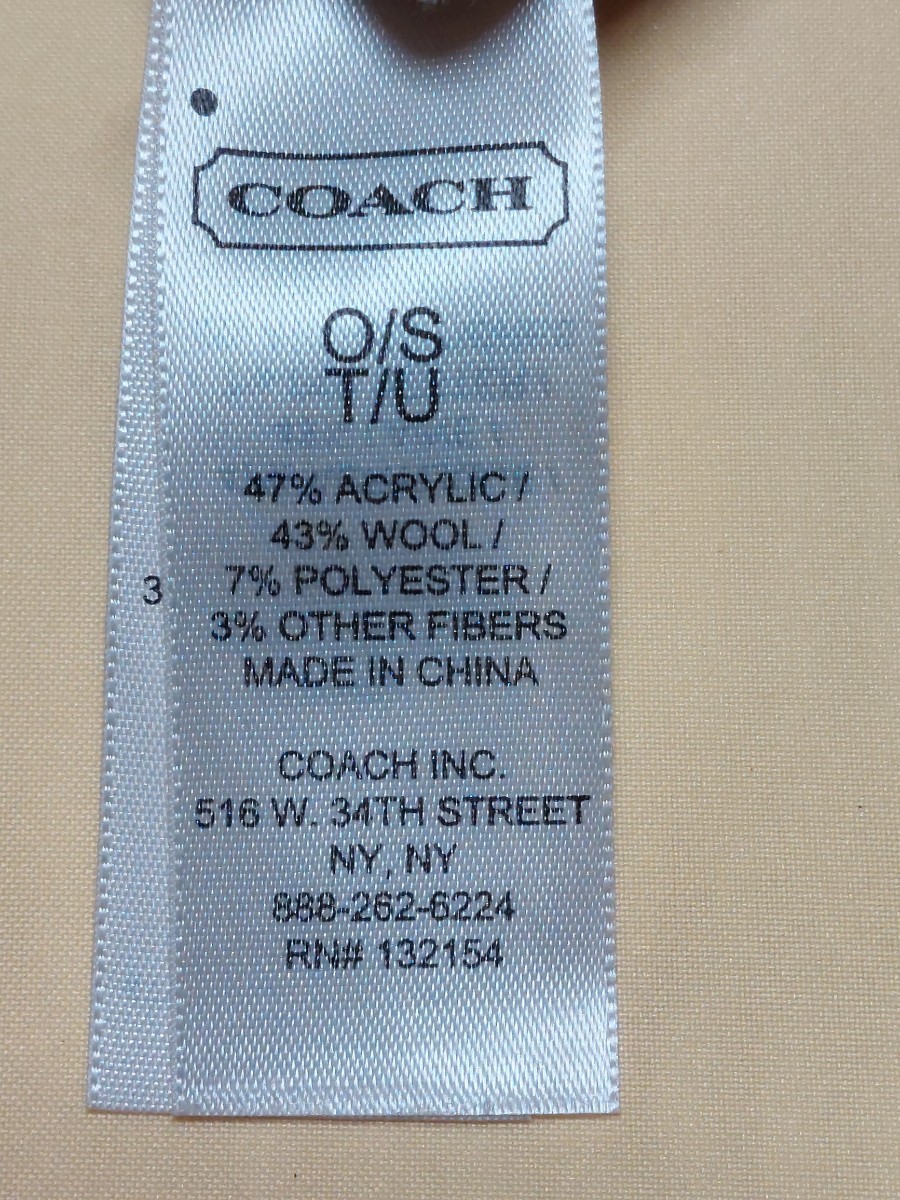 COACH
O/S
T/U
47% ACRYLIC /
43% WOOL /
7% POLYESTER /
3% OTHER FIBERS
MADE IN CHINA
COACH INC.
516 W. 34TH STREET
NY, NY
888-262-6224
RN# 132154
3